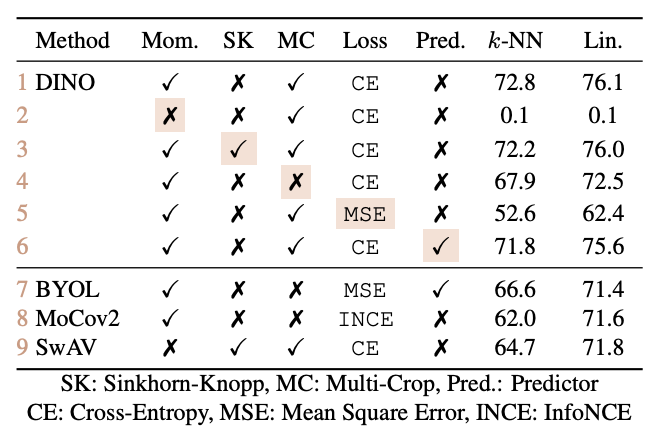 Method Mom. SK MC Loss Pred. k-NN Lin.
1 DINO ✓ ✗ ✓ CE ✗ 72.8 76.1
2 ✗ ✗ ✓ CE ✗ 0.1 0.1
3 ✓ ✓ ✓ CE ✗ 72.2 76.0
4 ✓ ✗ ✗ CE ✗ 67.9 72.5
5 ✓ ✗ ✓ MSE ✗ 52.6 62.4
6 ✓ ✗ ✓ CE ✓ 71.8 75.6
7 BYOL ✓ ✗ ✗ MSE ✓ 66.6 71.4
8 MoCov2 ✓ ✗ ✗ INCE ✗ 62.0 71.6
9 SwAV ✗ ✓ ✓ CE ✗ 64.7 71.8
SK: Sinkhorn-Knopp, MC: Multi-Crop, Pred.: Predictor
CE: Cross-Entropy, MSE: Mean Square Error, INCE: InfoNCE